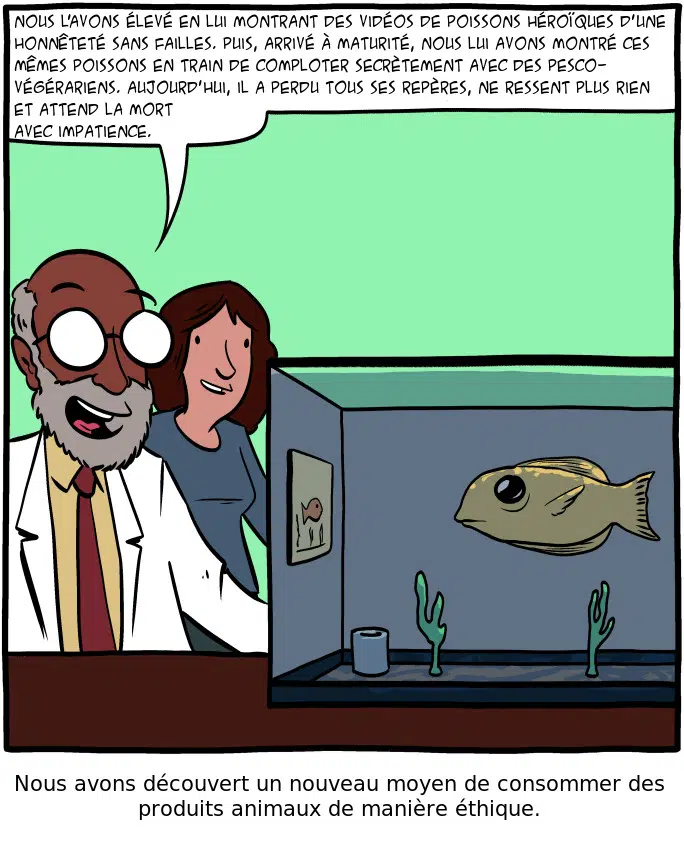 NOUS L'AVONS ÉLEVÉ EN LUI MONTRANT DES VIDÉOS DE POISSONS HÉROÏQUES D'UNE
HONNÊTETÉ SANS FAILLES. PUIS, ARRIVÉ À MATURITÉ, NOUS LUI AVONS MONTRÉ CES
MÊMES POISSONS EN TRAIN DE COMPLOTER SECRÈTEMENT AVEC DES PESCO-
VÉGÉRARIENS. AUJOURD'HUI, IL A PERDU TOUS SES REPÈRES, NE RESSENT PLUS RIEN
ET ATTEND LA MORT
AVEC IMPATIENCE.
Nous avons découvert un nouveau moyen de consommer des
produits animaux de manière éthique.